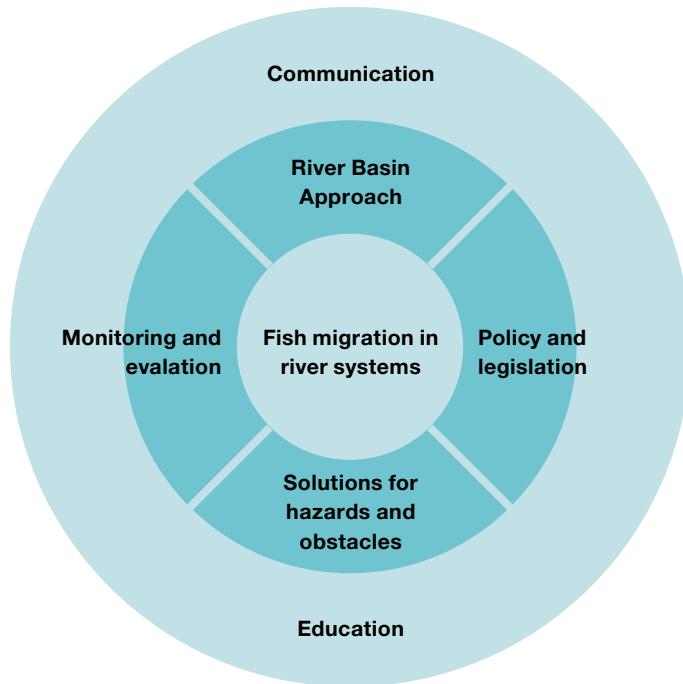 Communication
River Basin
Approach
Monitoring and
evalation
Fish migration in
river systems
Policy and
legislation
Solutions for
hazards and
obstacles
Education